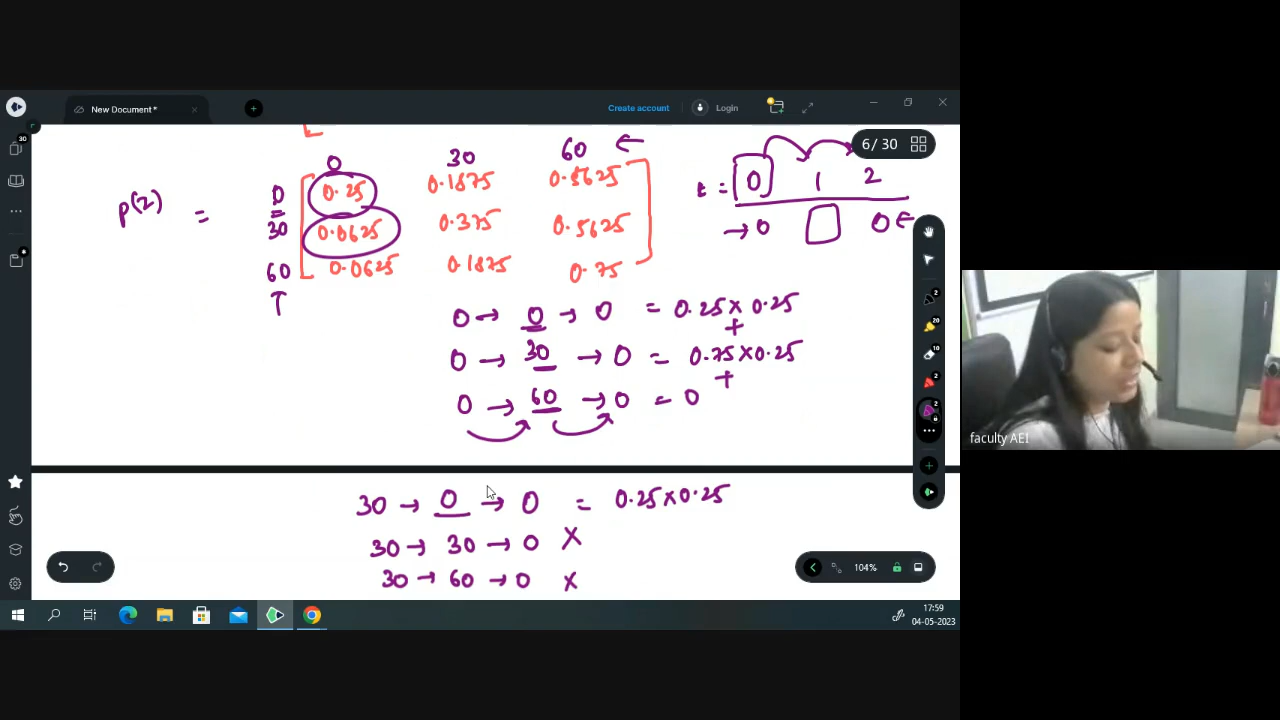 New Document*
Create account
Login
30
6 / 30
0 30 60 ←
t = 0 1 2
P(2) = 0 0.25 0.1875 0.5625
→ 0 0 ←
30 0.0625 0.375 0.5625
60 0.0625 0.1875 0.75
0 → 0 → 0 = 0.25 x 0.25
+
0 → 30 → 0 = 0.75 x 0.25
+
0 → 60 → 0 = 0
30 → 0 → 0 = 0.25 x 0.25
30 → 30 → 0 X
30 → 60 → 0 X
104%
17:59
04-05-2023
faculty AEI